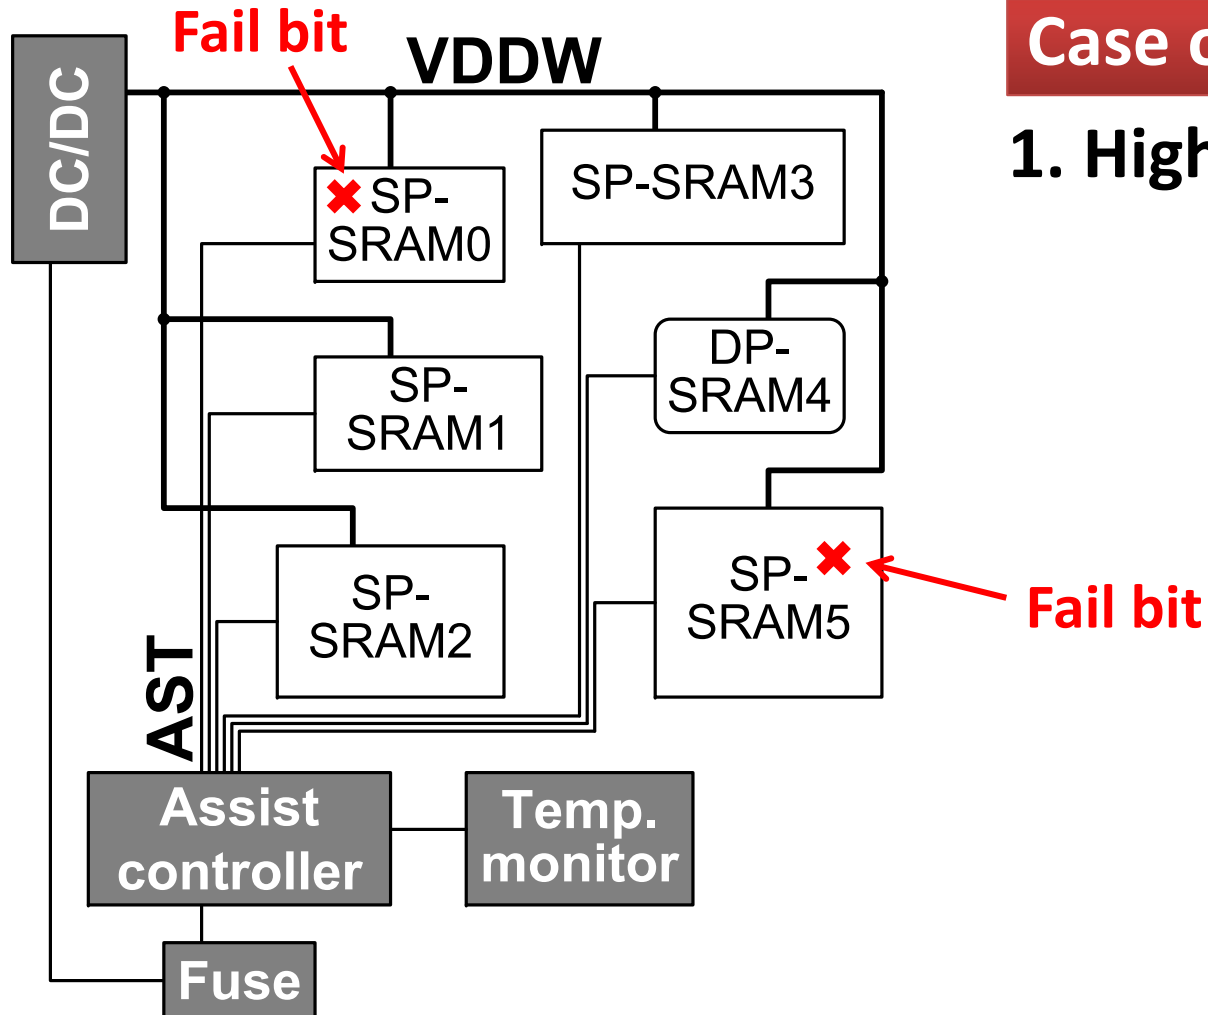 Fail bit
VDDW
DC/DC
SP-
SRAM0
SP-SRAM3
SP-
SRAM1
DP-
SRAM4
SP-
SRAM2
SP-
SRAM5
Fail bit
AST
Assist
controller
Temp.
monitor
Fuse
Case
1. High